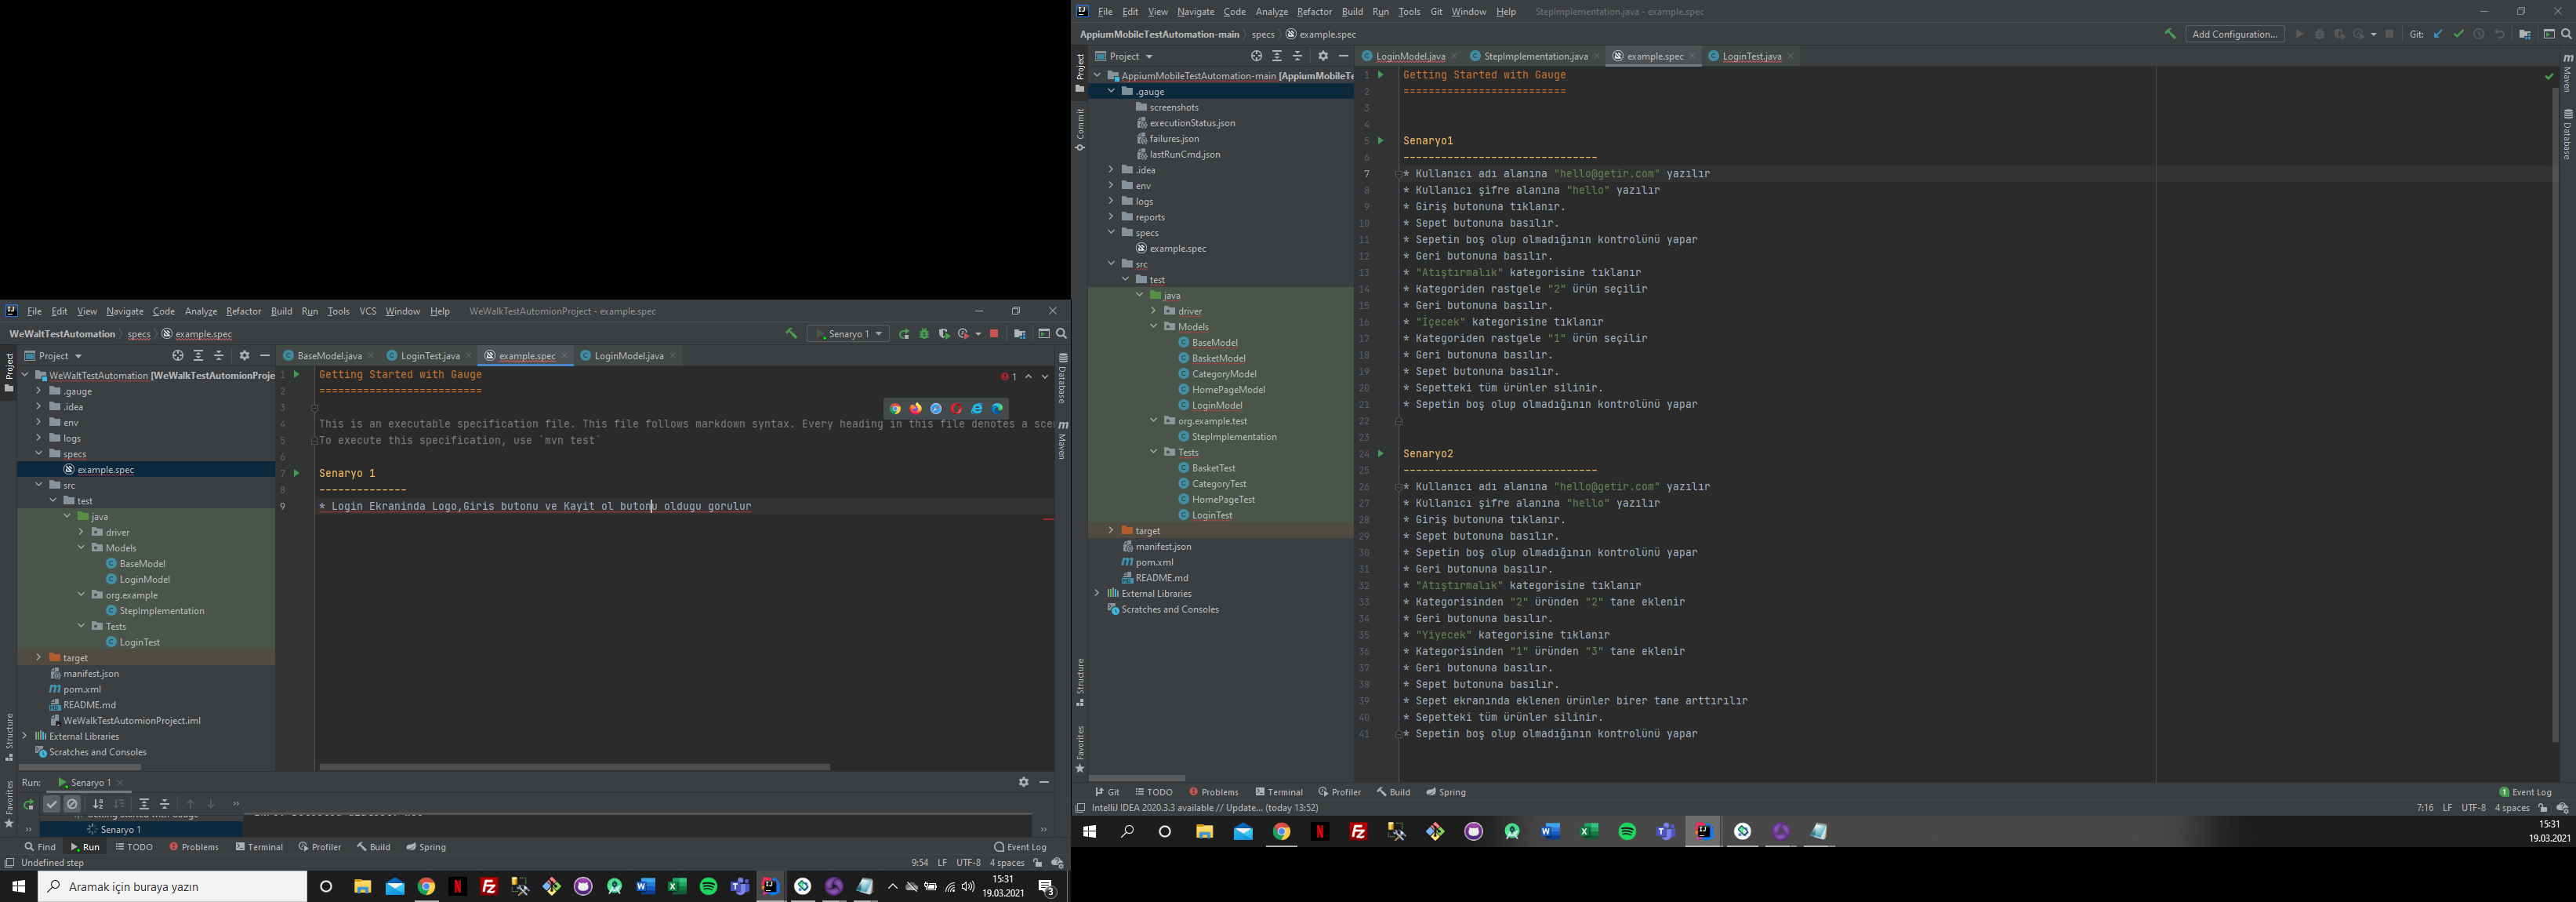 File Edit View Navigate Code Analyze Refactor Build Run Tools VCS Window Help WeWalkTestAutomionProject - example.spec
WeWaltTestAutomation specs example.spec
Senaryo 1
Project
BaseModel.java LoginTest.java example.spec LoginModel.java
WeWaltTestAutomation [WeWalkTestAutomionProje
.gauge
.idea
env
logs
specs
example.spec
src
test
java
driver
Models
BaseModel
LoginModel
org.example
StepImplementation
Tests
LoginTest
target
manifest.json
pom.xml
README.md
WeWalkTestAutomionProject.iml
External Libraries
Scratches and Consoles
Project
Structure
Favorites
1 Getting Started with Gauge
2 ==========================
3
4 This is an executable specification file. This file follows markdown syntax. Every heading in this file denotes a sce
5 To execute this specification, use `mvn test`
6
7 Senaryo 1
8 --------------
9 * Login Ekraninda Logo,Giris butonu ve Kayit ol butonu oldugu gorulur
1
Database
Maven
Run: Senaryo 1
Senaryo 1
Find Run TODO Problems Terminal Profiler Build Spring Event Log
Undefined step 9:54 LF UTF-8 4 spaces
Aramak için buraya yazın
15:31
19.03.2021
3
File Edit View Navigate Code Analyze Refactor Build Run Tools Git Window Help StepImplementation.java - example.spec
AppiumMobileTestAutomation-main specs example.spec
Add Configuration... Git:
Project
LoginModel.java StepImplementation.java example.spec LoginTest.java
AppiumMobileTestAutomation-main [AppiumMobileTe
.gauge
screenshots
executionStatus.json
failures.json
lastRunCmd.json
.idea
env
logs
reports
specs
example.spec
src
test
java
driver
Models
BaseModel
BasketModel
CategoryModel
HomePageModel
LoginModel
org.example.test
StepImplementation
Tests
BasketTest
CategoryTest
HomePageTest
LoginTest
target
manifest.json
pom.xml
README.md
External Libraries
Scratches and Consoles
Project
Commit
Structure
Favorites
1 Getting Started with Gauge
2 ==========================
3
4
5 Senaryo1
6 -------------------------------
7 * Kullanıcı adı alanına "hello@getir.com" yazılır
8 * Kullanıcı şifre alanına "hello" yazılır
9 * Giriş butonuna tıklanır.
10 * Sepet butonuna basılır.
11 * Sepetin boş olup olmadığının kontrolünü yapar
12 * Geri butonuna basılır.
13 * "Atıştırmalık" kategorisine tıklanır
14 * Kategoriden rastgele "2" ürün seçilir
15 * Geri butonuna basılır.
16 * "İçecek" kategorisine tıklanır
17 * Kategoriden rastgele "1" ürün seçilir
18 * Geri butonuna basılır.
19 * Sepet butonuna basılır.
20 * Sepetteki tüm ürünler silinir.
21 * Sepetin boş olup olmadığının kontrolünü yapar
22
23
24 Senaryo2
25 -------------------------------
26 * Kullanıcı adı alanına "hello@getir.com" yazılır
27 * Kullanıcı şifre alanına "hello" yazılır
28 * Giriş butonuna tıklanır.
29 * Sepet butonuna basılır.
30 * Sepetin boş olup olmadığının kontrolünü yapar
31 * Geri butonuna basılır.
32 * "Atıştırmalık" kategorisine tıklanır
33 * Kategorisinden "2" üründen "2" tane eklenir
34 * Geri butonuna basılır.
35 * "Yiyecek" kategorisine tıklanır
36 * Kategorisinden "1" üründen "3" tane eklenir
37 * Geri butonuna basılır.
38 * Sepet butonuna basılır.
39 * Sepet ekranında eklenen ürünler birer tane arttırılır
40 * Sepetteki tüm ürünler silinir.
41 * Sepetin boş olup olmadığının kontrolünü yapar
Maven
Database
Git TODO Problems Terminal Profiler Build Spring 1 Event Log
IntelliJ IDEA 2020.3.3 available // Update... (today 13:52) 7:16 LF UTF-8 4 spaces
15:31
19.03.2021